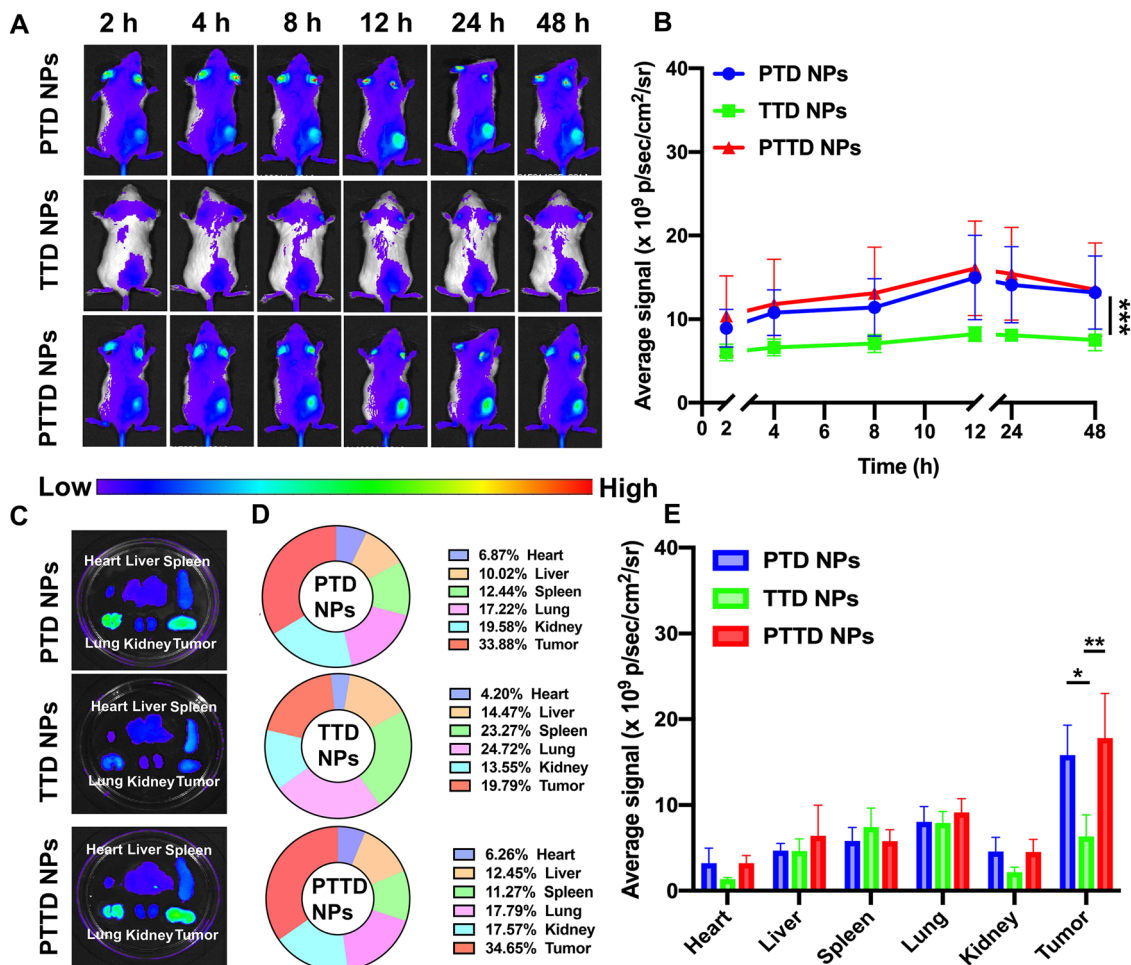 A
2 h 4 h 8 h 12 h 24 h 48 h
PTD NPs
TTD NPs
PTTD NPs
Low High
B
Average signal (x 10⁹ p/sec/cm²/sr)
40
30
20
10
0
PTD NPs
TTD NPs
PTTD NPs
***
0 2 4 6 8 10 12 24 48
Time (h)
C
PTD NPs
Heart Liver Spleen
Lung Kidney Tumor
TTD NPs
Heart Liver Spleen
Lung Kidney Tumor
PTTD NPs
Heart Liver Spleen
Lung Kidney Tumor
D
PTD
NPs
6.87% Heart
10.02% Liver
12.44% Spleen
17.22% Lung
19.58% Kidney
33.88% Tumor
TTD
NPs
4.20% Heart
14.47% Liver
23.27% Spleen
24.72% Lung
13.55% Kidney
19.79% Tumor
PTTD
NPs
6.26% Heart
12.45% Liver
11.27% Spleen
17.79% Lung
17.57% Kidney
34.65% Tumor
E
Average signal (x 10⁹ p/sec/cm²/sr)
40
30
20
10
0
PTD NPs
TTD NPs
PTTD NPs
**
*
Heart Liver Spleen Lung Kidney Tumor